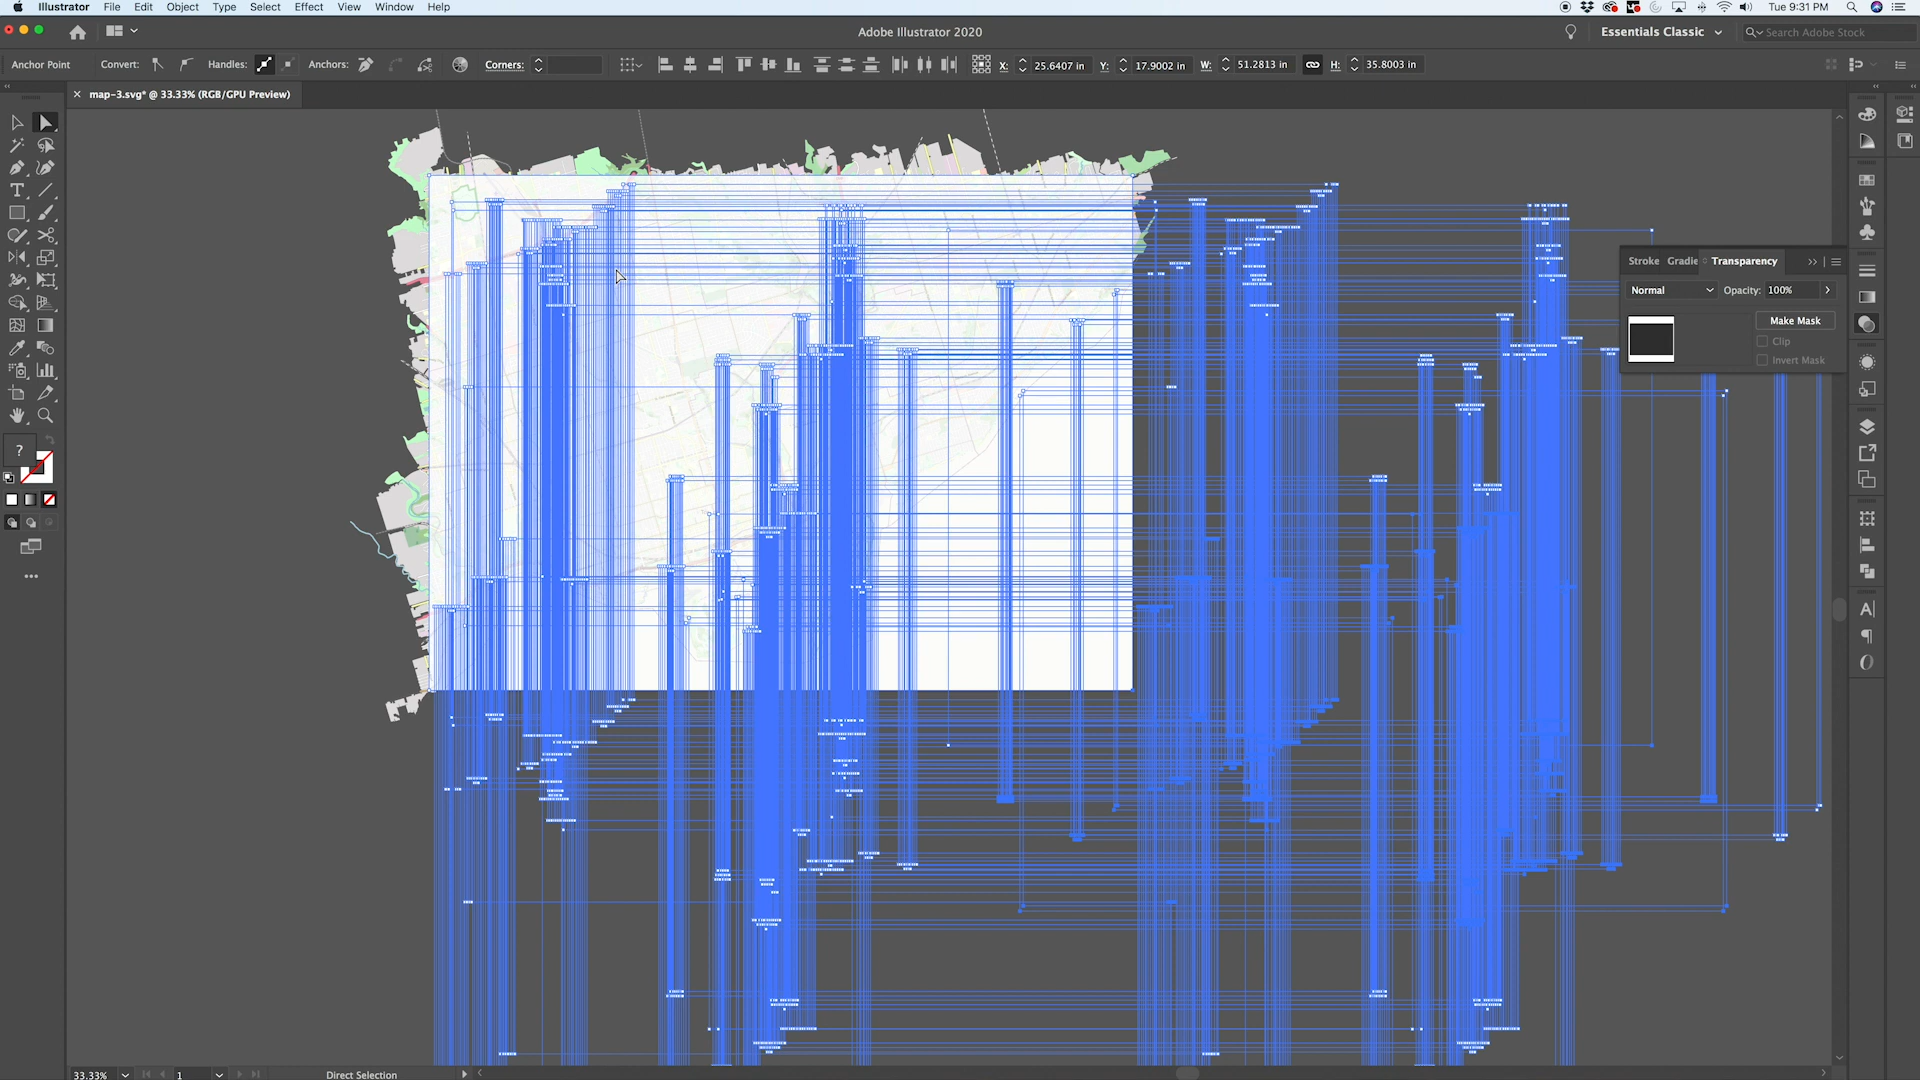 Illustrator File Edit Object Type Select Effect View Window Help Tue 9:31 PM
Adobe Illustrator 2020 Essentials Classic Search Adobe Stock
Anchor Point Convert: Handles: Anchors: Corners: X: 25.6407 in Y: 17.9002 in W: 51.2813 in H: 35.8003 in
map-3.svg* @ 33.33% (RGB/GPU Preview)
Stroke Gradie Transparency
Normal Opacity: 100%
Make Mask
Clip
Invert Mask
?
33.33% 1 Direct Selection